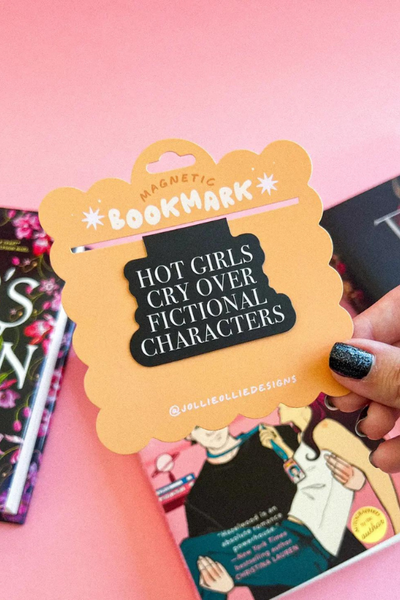 MAGNETIC
BOOKMARK
HOT GIRLS
CRY OVER
FICTIONAL
CHARACTERS
@JOLLIEOLLIEDESIGNS
"Hazelwood is an
absolute romance
powerhouse."
—New York Times
bestselling author
CHRISTINA LAUREN
author